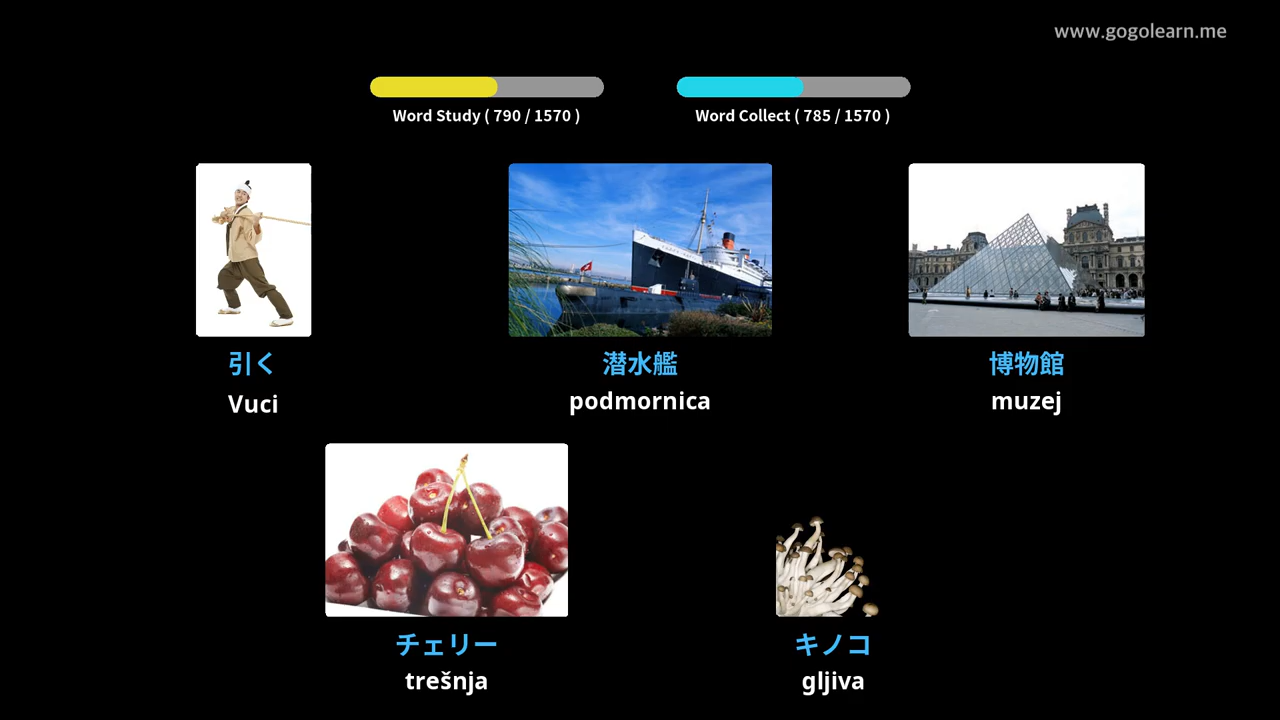 www.gogolearn.me
Word Study ( 790 / 1570 )
Word Collect ( 785 / 1570 )
引く
Vuci
潜水艦
podmornica
博物館
muzej
チェリー
trešnja
キノコ
gljiva